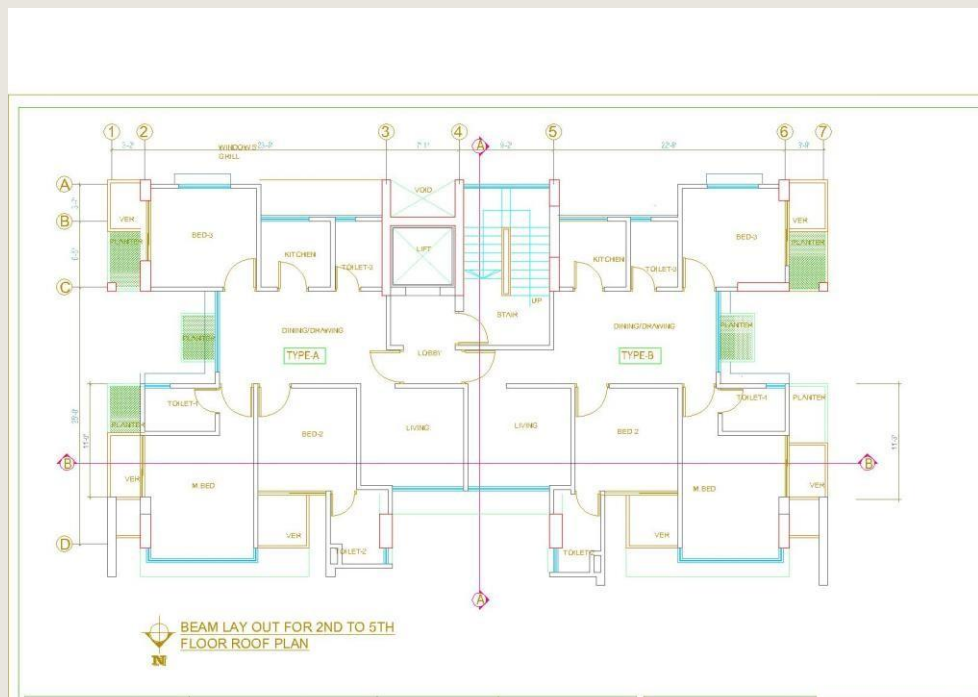 1
2
3
4
5
6
7
WINDOW'S
GRILL
7'-1"
A
A
B
C
D
VOID
VER
VER
PLANTER
PLANTER
BED-3
BED-3
KITCHEN
KITCHEN
TOILET-3
TOILET-3
LIFT
UP
STAIR
DINING/DRAWING
DINING/DRAWING
PLANTER
PLANTER
TYPE-A
TYPE-B
LOBBY
TOILET-1
TOILET-1
PLANTER
PLANTER
BED-2
BED-2
LIVING
LIVING
B
B
VER
VER
M.BED
M.BED
VER
VER
TOILET-2
TOILET-2
A
BEAM LAY OUT FOR 2ND TO 5TH
FLOOR ROOF PLAN
N